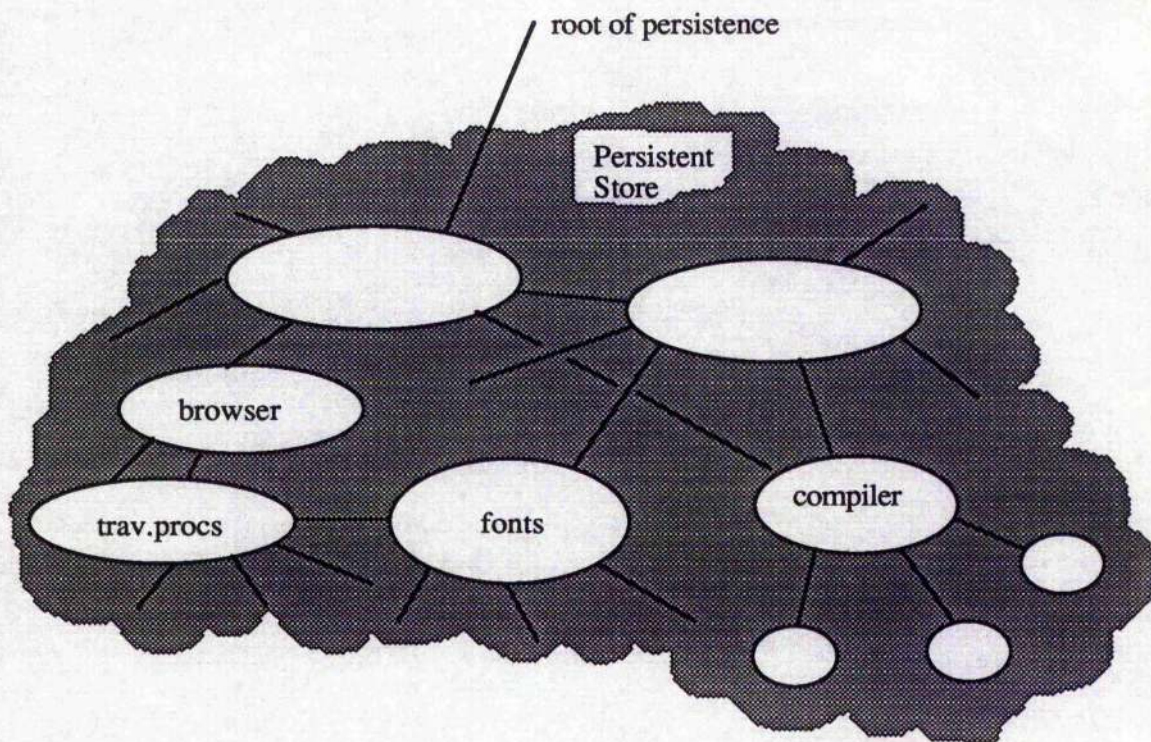 root of persistence
Persistent
Store
browser
trav.procs
fonts
compiler